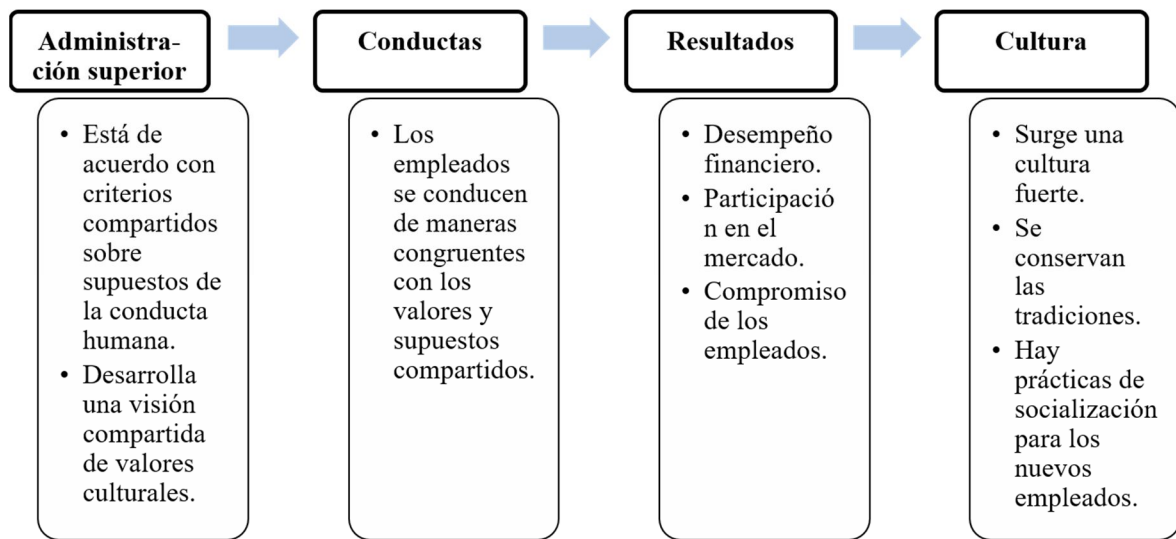 Administra-
ción superior
Conductas
Resultados
Cultura
• Está de
acuerdo con
criterios
compartidos
sobre
supuestos de
la conducta
humana.
• Desarrolla
una visión
compartida
de valores
culturales.
• Los
empleados
se conducen
de maneras
congruentes
con los
valores y
supuestos
compartidos.
• Desempeño
financiero.
• Participació
n en el
mercado.
• Compromiso
de los
empleados.
• Surge una
cultura
fuerte.
• Se
conservan
las
tradiciones.
• Hay
prácticas de
socialización
para los
nuevos
empleados.